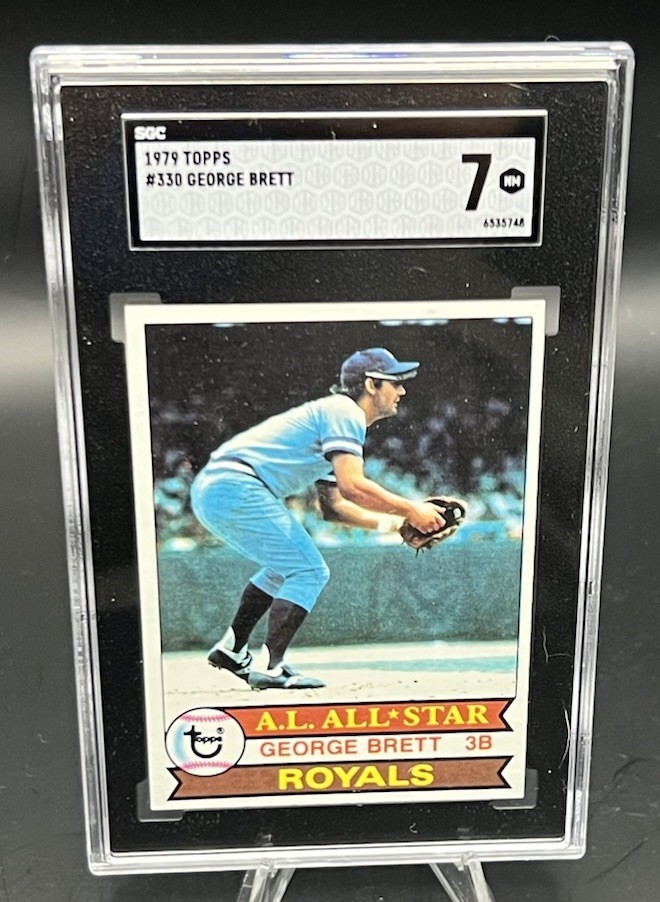 SGC
1979 TOPPS
#330 GEORGE BRETT
7 NM
6535748
A.L. ALL★STAR
topps®
GEORGE BRETT 3B
ROYALS